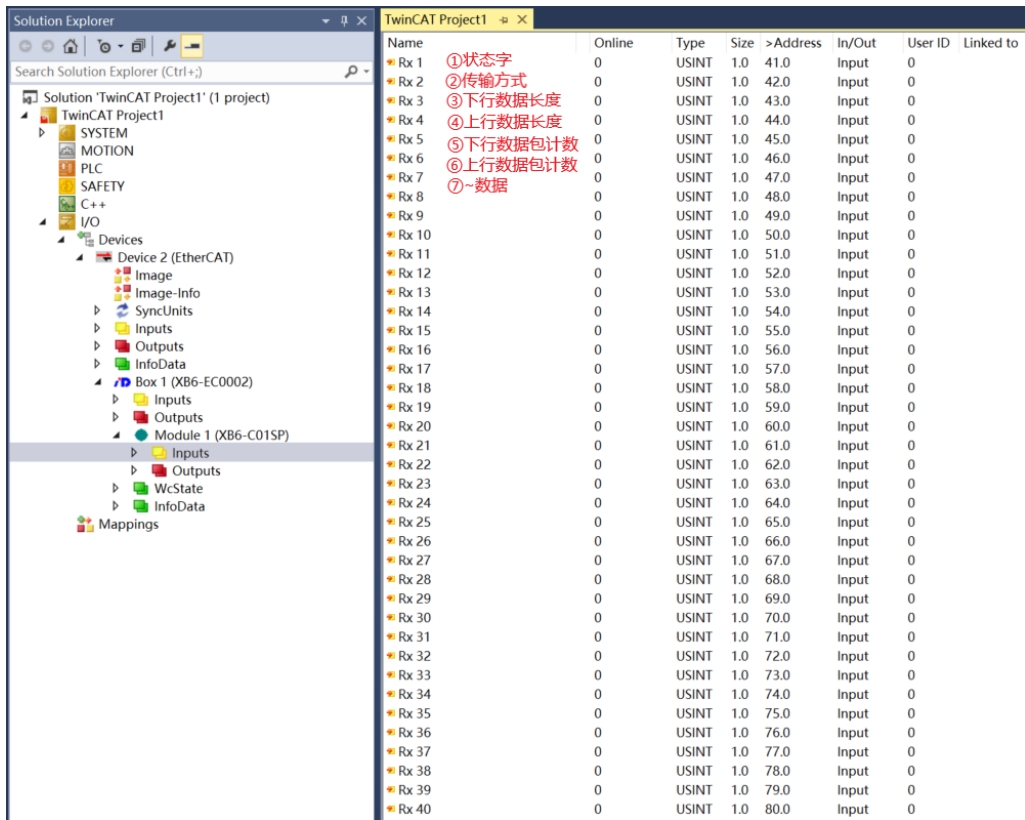 Solution Explorer
Search Solution Explorer (Ctrl+;)
Solution 'TwinCAT Project1' (1 project)
TwinCAT Project1
SYSTEM
MOTION
PLC
SAFETY
C++
I/O
Devices
Device 2 (EtherCAT)
Image
Image-Info
SyncUnits
Inputs
Outputs
InfoData
Box 1 (XB6-EC0002)
Inputs
Outputs
Module 1 (XB6-C01SP)
Inputs
Outputs
WcState
InfoData
Mappings
TwinCAT Project1
Name Online Type Size >Address In/Out User ID Linked to
Rx 1 ①状态字 0 USINT 1.0 41.0 Input 0
Rx 2 ②传输方式 0 USINT 1.0 42.0 Input 0
Rx 3 ③下行数据长度 0 USINT 1.0 43.0 Input 0
Rx 4 ④上行数据长度 0 USINT 1.0 44.0 Input 0
Rx 5 ⑤下行数据包计数 0 USINT 1.0 45.0 Input 0
Rx 6 ⑥上行数据包计数 0 USINT 1.0 46.0 Input 0
Rx 7 ⑦~数据 0 USINT 1.0 47.0 Input 0
Rx 8 0 USINT 1.0 48.0 Input 0
Rx 9 0 USINT 1.0 49.0 Input 0
Rx 10 0 USINT 1.0 50.0 Input 0
Rx 11 0 USINT 1.0 51.0 Input 0
Rx 12 0 USINT 1.0 52.0 Input 0
Rx 13 0 USINT 1.0 53.0 Input 0
Rx 14 0 USINT 1.0 54.0 Input 0
Rx 15 0 USINT 1.0 55.0 Input 0
Rx 16 0 USINT 1.0 56.0 Input 0
Rx 17 0 USINT 1.0 57.0 Input 0
Rx 18 0 USINT 1.0 58.0 Input 0
Rx 19 0 USINT 1.0 59.0 Input 0
Rx 20 0 USINT 1.0 60.0 Input 0
Rx 21 0 USINT 1.0 61.0 Input 0
Rx 22 0 USINT 1.0 62.0 Input 0
Rx 23 0 USINT 1.0 63.0 Input 0
Rx 24 0 USINT 1.0 64.0 Input 0
Rx 25 0 USINT 1.0 65.0 Input 0
Rx 26 0 USINT 1.0 66.0 Input 0
Rx 27 0 USINT 1.0 67.0 Input 0
Rx 28 0 USINT 1.0 68.0 Input 0
Rx 29 0 USINT 1.0 69.0 Input 0
Rx 30 0 USINT 1.0 70.0 Input 0
Rx 31 0 USINT 1.0 71.0 Input 0
Rx 32 0 USINT 1.0 72.0 Input 0
Rx 33 0 USINT 1.0 73.0 Input 0
Rx 34 0 USINT 1.0 74.0 Input 0
Rx 35 0 USINT 1.0 75.0 Input 0
Rx 36 0 USINT 1.0 76.0 Input 0
Rx 37 0 USINT 1.0 77.0 Input 0
Rx 38 0 USINT 1.0 78.0 Input 0
Rx 39 0 USINT 1.0 79.0 Input 0
Rx 40 0 USINT 1.0 80.0 Input 0